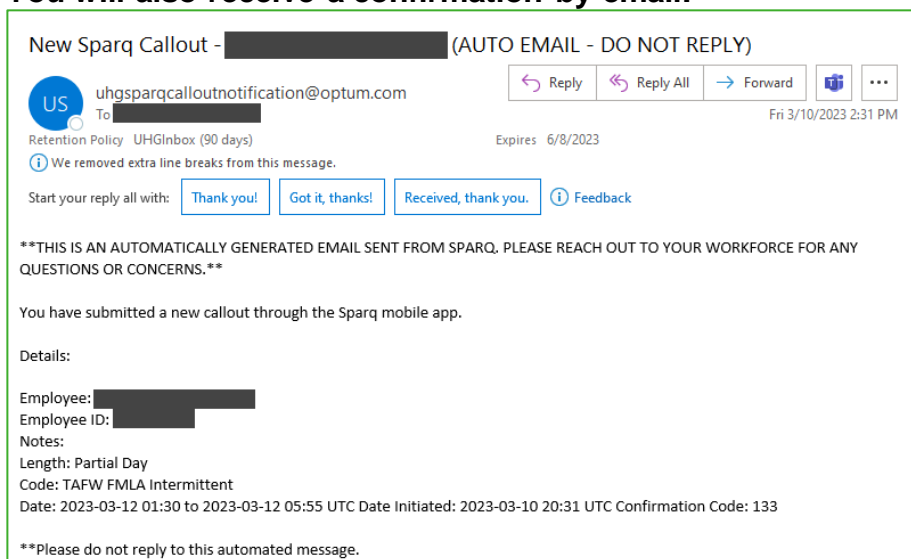 You will also receive a confirmation by email.
New Sparq Callout - (AUTO EMAIL - DO NOT REPLY)
Reply Reply All Forward
US
uhgsparqcalloutnotification@optum.com
To
Fri 3/10/2023 2:31 PM
Retention Policy UHGInbox (90 days) Expires 6/8/2023
We removed extra line breaks from this message.
Start your reply all with: Thank you! Got it, thanks! Received, thank you. Feedback
**THIS IS AN AUTOMATICALLY GENERATED EMAIL SENT FROM SPARQ. PLEASE REACH OUT TO YOUR WORKFORCE FOR ANY
QUESTIONS OR CONCERNS.**
You have submitted a new callout through the Sparq mobile app.
Details:
Employee:
Employee ID:
Notes:
Length: Partial Day
Code: TAFW FMLA Intermittent
Date: 2023-03-12 01:30 to 2023-03-12 05:55 UTC Date Initiated: 2023-03-10 20:31 UTC Confirmation Code: 133
**Please do not reply to this automated message.